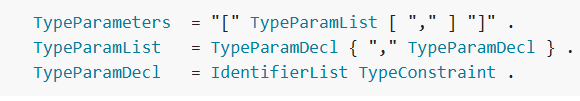 TypeParameters  = "[" TypeParamList [ "," ] "]" .
TypeParamList   = TypeParamDecl { "," TypeParamDecl } .
TypeParamDecl   = IdentifierList TypeConstraint .